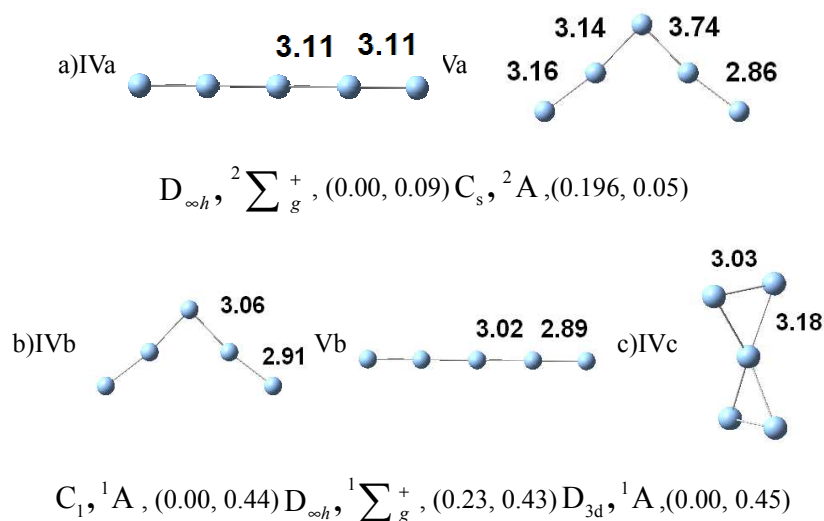 3.11 3.11 3.14 3.74
a)IVa Va 3.16 2.86
D∞h, ²∑g⁺, (0.00, 0.09) Cs, ²A ,(0.196, 0.05)
3.06 3.03
b)IVb 2.91 Vb 3.02 2.89 c)IVc 3.18
C₁, ¹A , (0.00, 0.44) D∞h, ¹∑g⁺, (0.23, 0.43) D3d, ¹A,(0.00, 0.45)